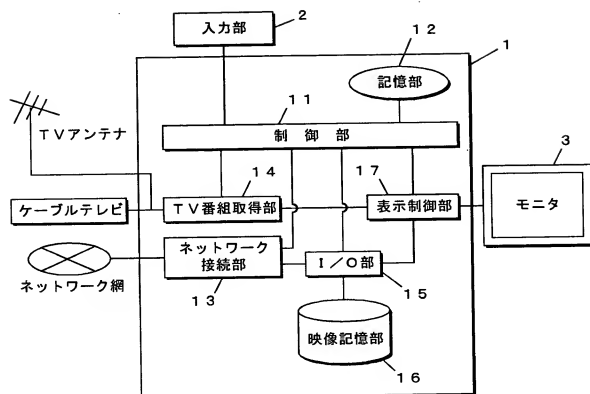 入力部
2
12
1
記憶部
11
TVアンテナ
制御部
14
17
3
ケーブルテレビ
TV番組取得部
表示制御部
モニタ
ネットワーク
接続部
I/O部
ネットワーク網
13
15
映像記憶部
16